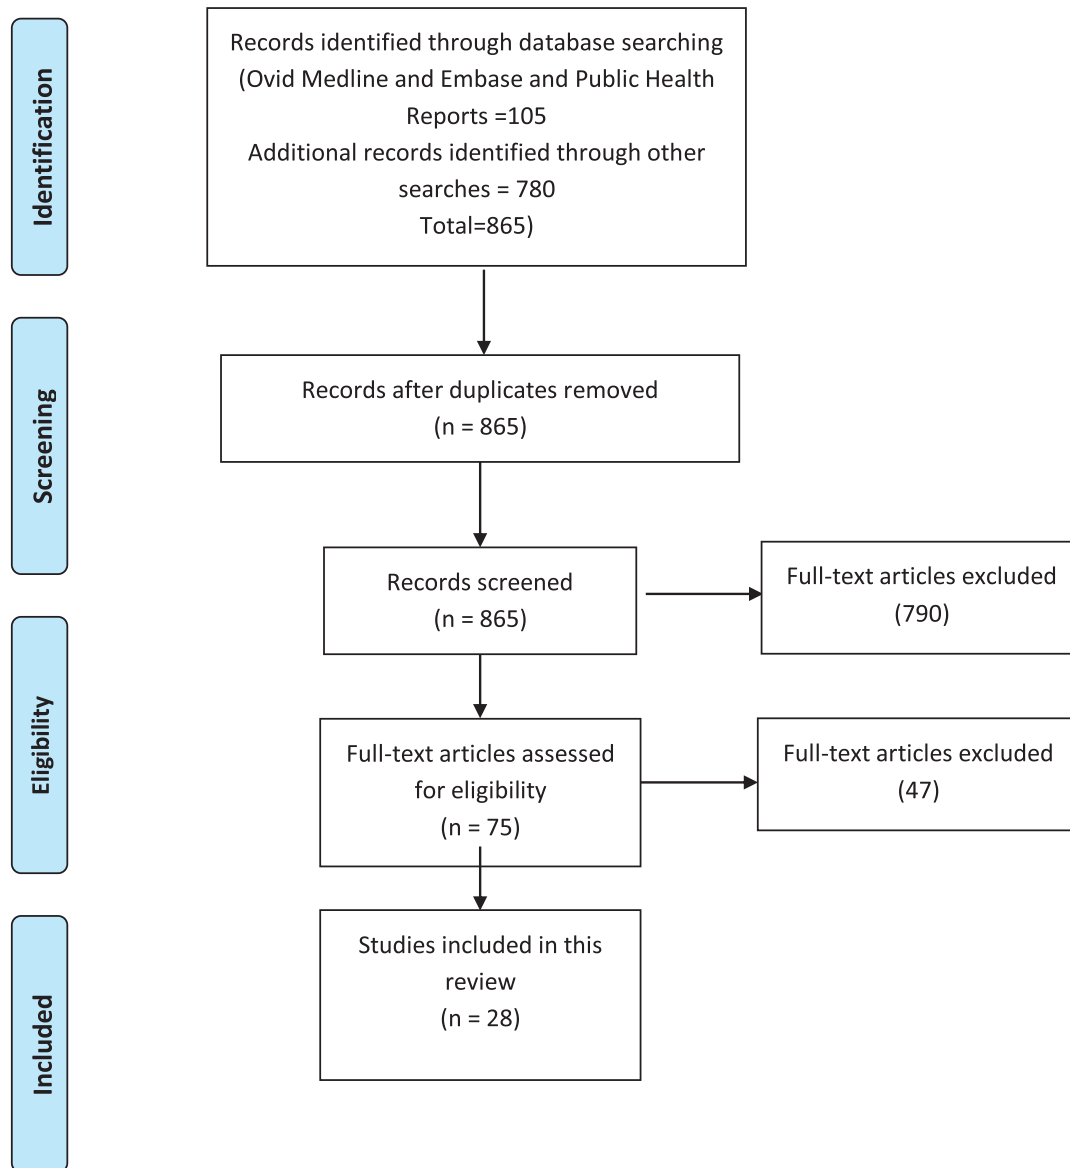 Identification
Records identified through database searching
(Ovid Medline and Embase and Public Health
Reports =105
Additional records identified through other
searches = 780
Total=865)
Screening
Records after duplicates removed
(n = 865)
Records screened
(n = 865)
Full-text articles excluded
(790)
Eligibility
Full-text articles assessed
for eligibility
(n = 75)
Full-text articles excluded
(47)
Included
Studies included in this
review
(n = 28)